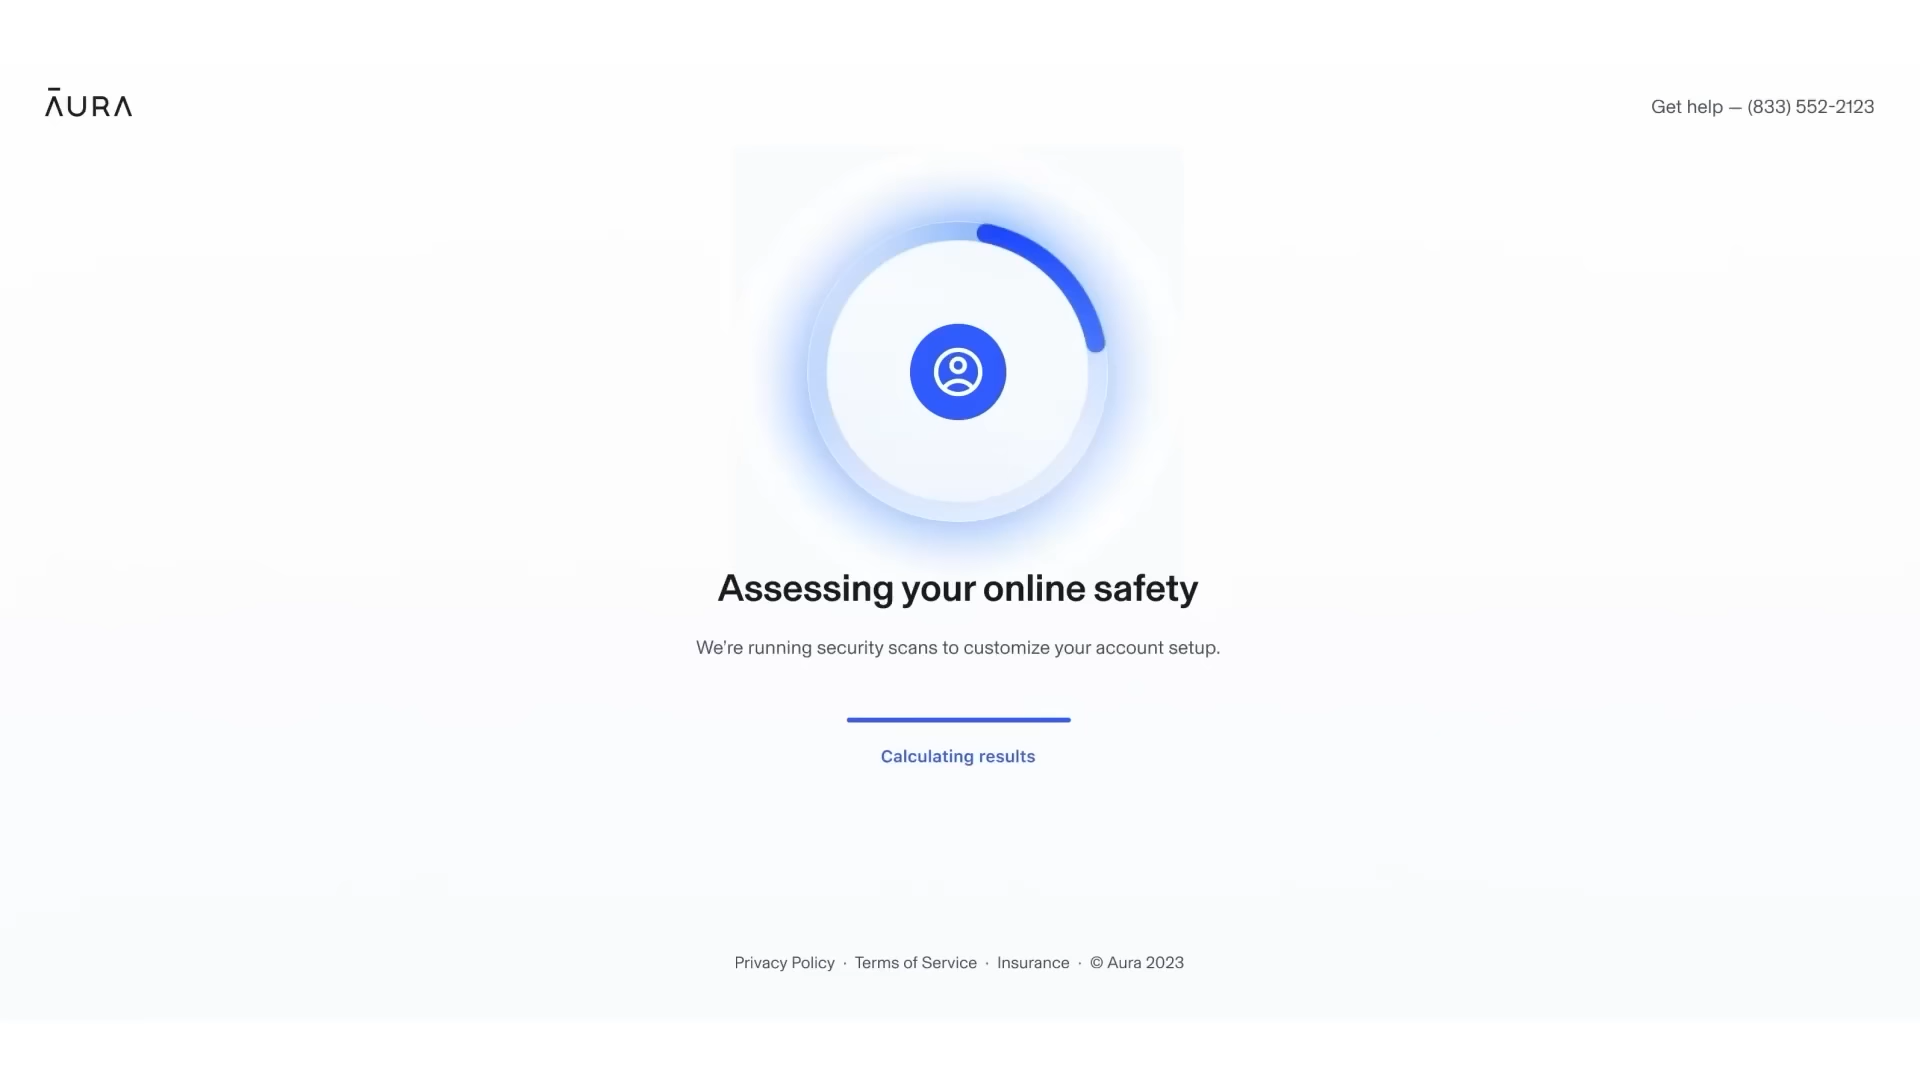 ĀURA
Get help — (833) 552-2123
Assessing your online safety
We're running security scans to customize your account setup.
Calculating results
Privacy Policy · Terms of Service · Insurance · © Aura 2023